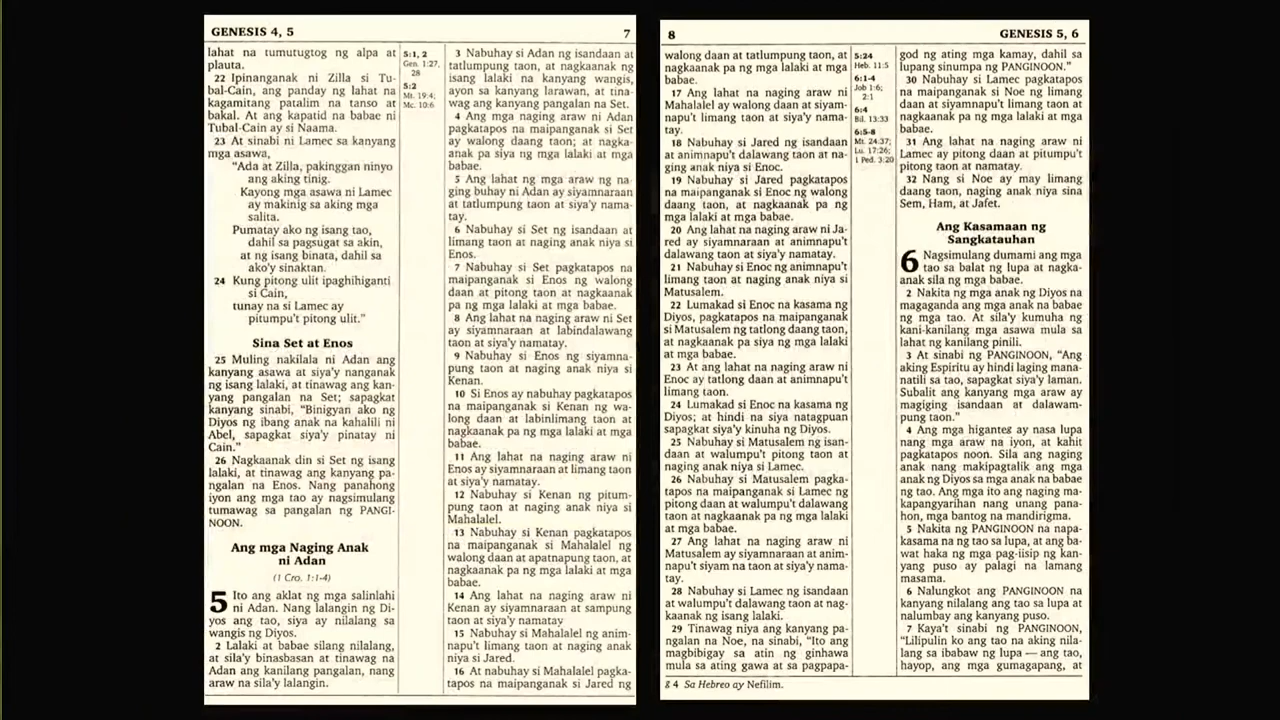 GENESIS 4, 5
7
lahat na tumutugtog ng alpa at
plauta.
22 Ipinanganak ni Zilla si Tu-
bal-Cain, ang panday ng lahat na
kagamitang patalim na tanso at
bakal. At ang kapatid na babae ni
Tubal-Cain ay si Naama.
23 At sinabi ni Lamec sa kanyang
mga asawa,
"Ada at Zilla, pakinggan ninyo
ang aking tinig.
Kayong mga asawa ni Lamec
ay makinig sa aking mga
salita.
Pumatay ako ng isang tao,
dahil sa pagsugat sa akin,
at ng isang binata, dahil sa
ako'y sinaktan.
24 Kung pitong ulit ipaghihiganti
si Cain,
tunay na si Lamec ay
pitumpu't pitong ulit."
Sina Set at Enos
25 Muling nakilala ni Adan ang
kanyang asawa at siya'y nanganak
ng isang lalaki, at tinawag ang kan-
yang pangalan na Set; sapagkat
kanyang sinabi, "Binigyan ako ng
Diyos ng ibang anak na kahalili ni
Abel, sapagkat siya'y pinatay ni
Cain."
26 Nagkaanak din si Set ng isang
lalaki, at tinawag ang kanyang pa-
ngalan na Enos. Nang panahong
iyon ang mga tao ay nagsimulang
tumawag sa pangalan ng PANGI-
NOON.
Ang mga Naging Anak
ni Adan
(1 Cro. 1:1-4)
5 Ito ang aklat ng mga salinlahi
ni Adan. Nang lalangin ng Di-
yos ang tao, siya ay nilalang sa
wangis ng Diyos.
2 Lalaki at babae silang nilalang,
at sila'y binasbasan at tinawag na
Adan ang kanilang pangalan, nang
araw na sila'y lalangin.
5:1, 2
Gen. 1:27,
28
5:2
Mt. 19:4;
Mc. 10:6
3 Nabuhay si Adan ng isandaan at
tatlumpung taon, at nagkaanak ng
isang lalaki na kanyang wangis,
ayon sa kanyang larawan, at tina-
wag ang kanyang pangalan na Set.
4 Ang mga naging araw ni Adan
pagkatapos na maipanganak si Set
ay walong daang taon; at nagka-
anak pa siya ng mga lalaki at mga
babae.
5 Ang lahat ng mga araw ng na-
ging buhay ni Adan ay siyamnaraan
at tatlumpung taon at siya'y nama-
tay.
6 Nabuhay si Set ng isandaan at
limang taon at naging anak niya si
Enos.
7 Nabuhay si Set pagkatapos na
maipanganak si Enos ng walong
daan at pitong taon at nagkaanak
pa ng mga lalaki at mga babae.
8 Ang lahat na naging araw ni Set
ay siyamnaraan at labindalawang
taon at siya'y namatay.
9 Nabuhay si Enos ng siyamna-
pung taon at naging anak niya si
Kenan.
10 Si Enos ay nabuhay pagkatapos
na maipanganak si Kenan ng wa-
long daan at labinlimang taon at
nagkaanak pa ng mga lalaki at mga
babae.
11 Ang lahat na naging araw ni
Enos ay siyamnaraan at limang taon
at siya'y namatay.
12 Nabuhay si Kenan ng pitum-
pung taon at naging anak niya si
Mahalalel.
13 Nabuhay si Kenan pagkatapos
na maipanganak si Mahalalel ng
walong daan at apatnapung taon, at
nagkaanak pa ng mga lalaki at mga
babae.
14 Ang lahat na naging araw ni
Kenan ay siyamnaraan at sampung
taon at siya'y namatay
15 Nabuhay si Mahalalel ng anim-
napu't limang taon at naging anak
niya si Jared.
16 At nabuhay si Mahalalel pagka-
tapos na maipanganak si Jared ng
8
GENESIS 5, 6
walong daan at tatlumpung taon, at
nagkaanak pa ng mga lalaki at mga
babae.
17 Ang lahat na naging araw ni
Mahalalel ay walong daan at siyam-
napu't limang taon at siya'y nama-
tay.
18 Nabuhay si Jared ng isandaan
at animnapu't dalawang taon at na-
ging anak niya si Enoc.
19 Nabuhay si Jared pagkatapos
na maipanganak si Enoc ng walong
daang taon, at nagkaanak pa ng
mga lalaki at mga babae.
20 Ang lahat na naging araw ni Ja-
red ay siyamnaraan at animnapu't
dalawang taon at siya'y namatay.
21 Nabuhay si Enoc ng animnapu't
limang taon at naging anak niya si
Matusalem.
22 Lumakad si Enoc na kasama ng
Diyos, pagkatapos na maipanganak
si Matusalem ng tatlong daang taon,
at nagkaanak pa siya ng mga lalaki
at mga babae.
23 At ang lahat na naging araw ni
Enoc ay tatlong daan at animnapu't
limang taon.
24 Lumakad si Enoc na kasama ng
Diyos; at hindi na siya natagpuan
sapagkat siya'y kinuha ng Diyos.
25 Nabuhay si Matusalem ng isan-
daan at walumpu't pitong taon at
naging anak niya si Lamec.
26 Nabuhay si Matusalem pagka-
tapos na maipanganak si Lamec ng
pitong daan at walumpu't dalawang
taon at nagkaanak pa ng mga lalaki
at mga babae.
27 Ang lahat na naging araw ni
Matusalem ay siyamnaraan at anim-
napu't siyam na taon at siya'y nama-
tay.
28 Nabuhay si Lamec ng isandaan
at walumpu't dalawang taon at nag-
kaanak ng isang lalaki.
29 Tinawag niya ang kanyang pa-
ngalan na Noe, na sinabi, "Ito ang
magbibigay sa atin ng ginhawa
mula sa ating gawa at sa pagpapa-
5:24
Heb. 11:5
6:1-4
Job 1:6;
2:1
6:4
Bil. 13:33
6:5-8
Mt. 24:37;
Lu. 17:26;
1 Ped. 3:20
god ng ating mga kamay, dahil sa
lupang sinumpa ng PANGINOON."
30 Nabuhay si Lamec pagkatapos
na maipanganak si Noe ng limang
daan at siyamnapu't limang taon at
nagkaanak pa ng mga lalaki at mga
babae.
31 Ang lahat na naging araw ni
Lamec ay pitong daan at pitumpu't
pitong taon at namatay.
32 Nang si Noe ay may limang
daang taon, naging anak niya sina
Sem, Ham, at Jafet.
Ang Kasamaan ng
Sangkatauhan
6 Nagsimulang dumami ang mga
tao sa balat ng lupa at nagka-
anak sila ng mga babae.
2 Nakita ng mga anak ng Diyos na
magaganda ang mga anak na babae
ng mga tao. At sila'y kumuha ng
kani-kanilang mga asawa mula sa
lahat ng kanilang pinili.
3 At sinabi ng PANGINOON, "Ang
aking Espiritu ay hindi laging mana-
natili sa tao, sapagkat siya'y laman.
Subalit ang kanyang mga araw ay
magiging isandaan at dalawam-
pung taon."
4 Ang mga higanteg ay nasa lupa
nang mga araw na iyon, at kahit
pagkatapos noon. Sila ang naging
anak nang makipagtalik ang mga
anak ng Diyos sa mga anak na babae
ng tao. Ang mga ito ang naging ma-
kapangyarihan nang unang pana-
hon, mga bantog na mandirigma.
5 Nakita ng PANGINOON na napa-
kasama ng tao sa lupa, at ang ba-
wat haka ng mga pag-iisip ng kan-
yang puso ay palagi na lamang
masama.
6 Nalungkot ang PANGINOON na
kanyang nilalang ang tao sa lupa at
nalumbay ang kanyang puso.
7 Kaya't sinabi ng PANGINOON,
"Lilipulin ko ang tao na aking nila-
lang sa ibabaw ng lupa — ang tao,
hayop, ang mga gumagapang, at
g 4 Sa Hebreo ay Nefilim.